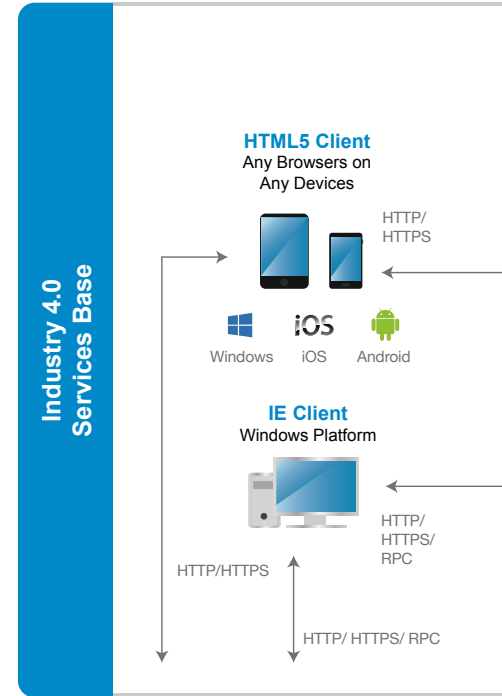 Industry 4.0
Services Base
HTML5 Client
Any Browsers on
Any Devices
HTTP/
HTTPS
iOS
Windows
iOS
Android
IE Client
Windows Platform
HTTP/
HTTPS/
RPC
HTTP/HTTPS
HTTP/ HTTPS/ RPC